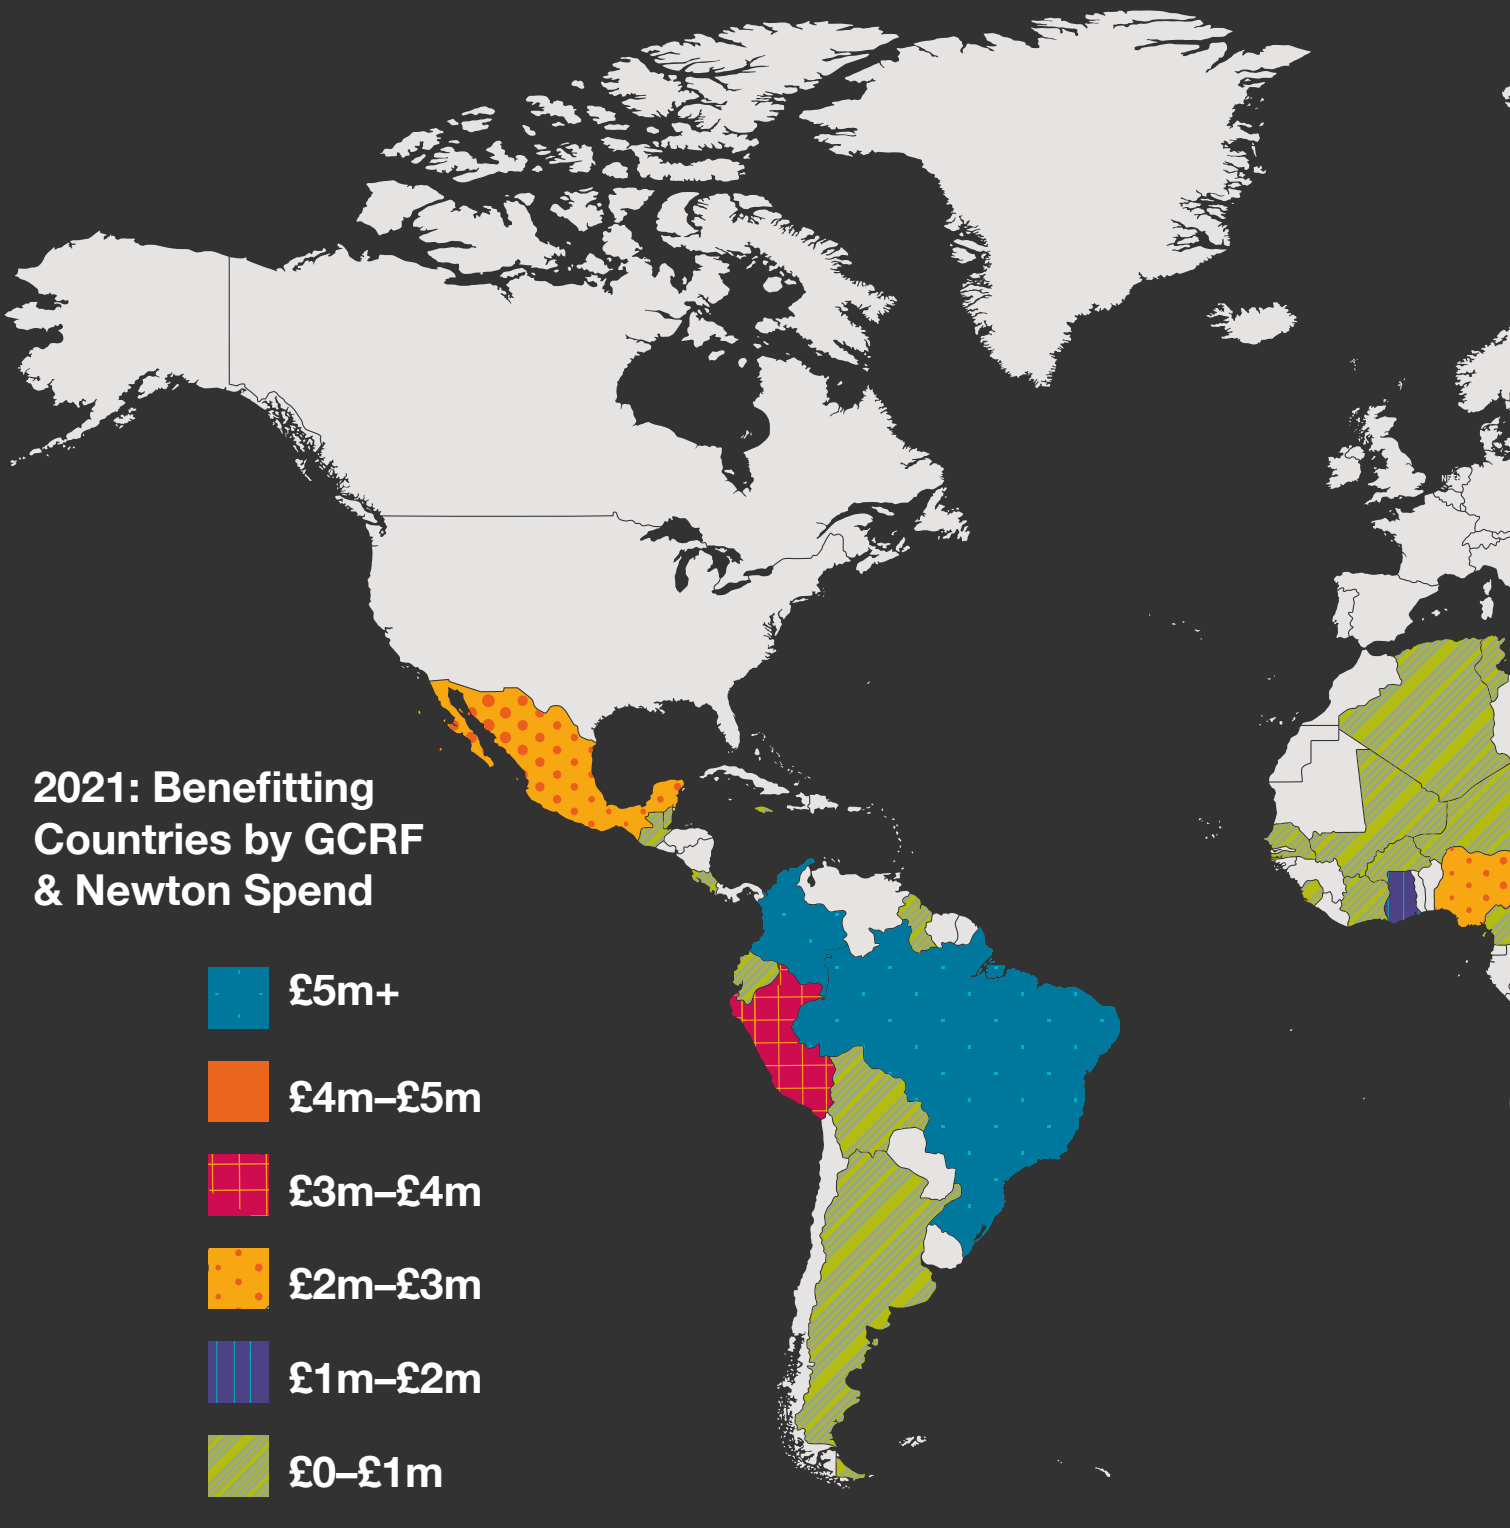 2021: Benefitting
Countries by GCRF
& Newton Spend
£5m+
£4m–£5m
£3m–£4m
£2m–£3m
£1m–£2m
£0–£1m